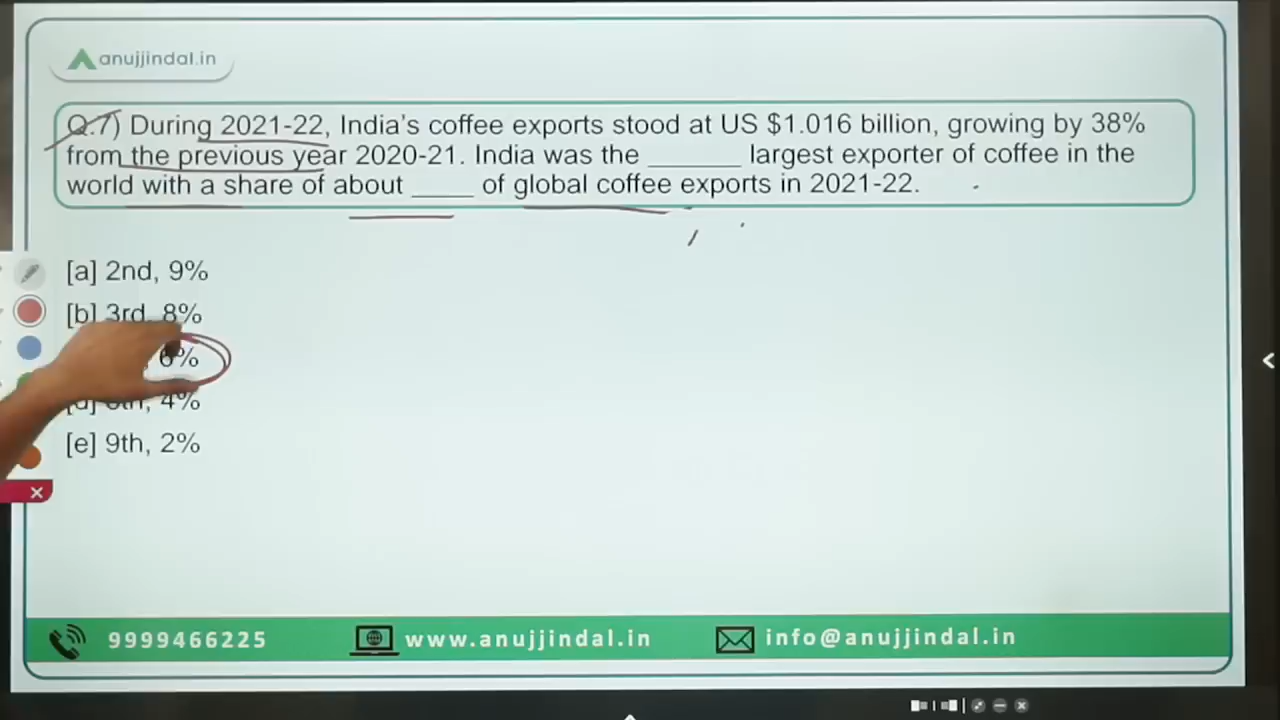 anujjindal.in
Q.7) During 2021-22, India's coffee exports stood at US $1.016 billion, growing by 38%
from the previous year 2020-21. India was the _______ largest exporter of coffee in the
world with a share of about _____ of global coffee exports in 2021-22.
[a] 2nd, 9%
[b] 3rd, 8%
6%
4%
[e] 9th, 2%
9999466225
www.anujjindal.in
info@anujjindal.in